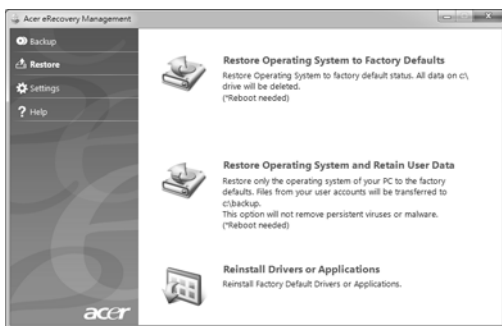 Acer eRecovery Management
Backup
Restore
Settings
Help
Restore Operating System to Factory Defaults
Restore Operating System to factory default status. All data on c:\
drive will be deleted.
(*Reboot needed)
Restore Operating System and Retain User Data
Restore only the operating system of your PC to the factory
defaults. Files from your user accounts will be transferred to
c:\backup.
This option will not remove persistent viruses or malware.
(*Reboot needed)
Reinstall Drivers or Applications
Reinstall Factory Default Drivers or Applications.
acer